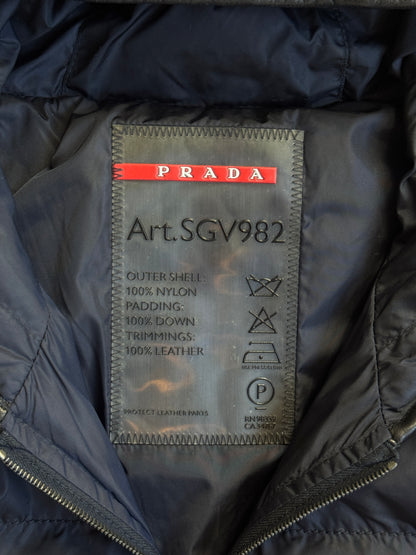 PRADA
Art.SGV982
OUTER SHELL:
100% NYLON
PADDING:
100% DOWN
TRIMMINGS:
100% LEATHER
P
PROTECT LEATHER PARTS